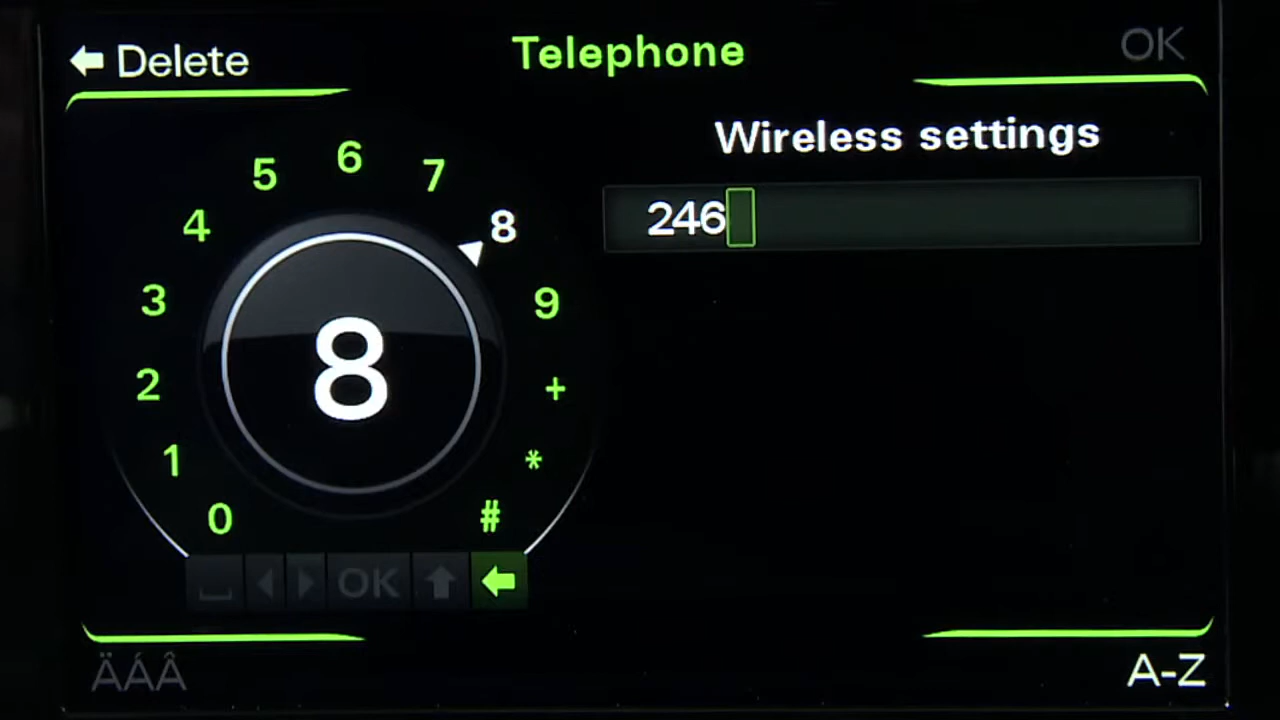 Delete
Telephone
OK
Wireless settings
246
5 6 7
4 8
3 9
8
2 +
1 *
0 #
OK
ÄÁÂ
A-Z